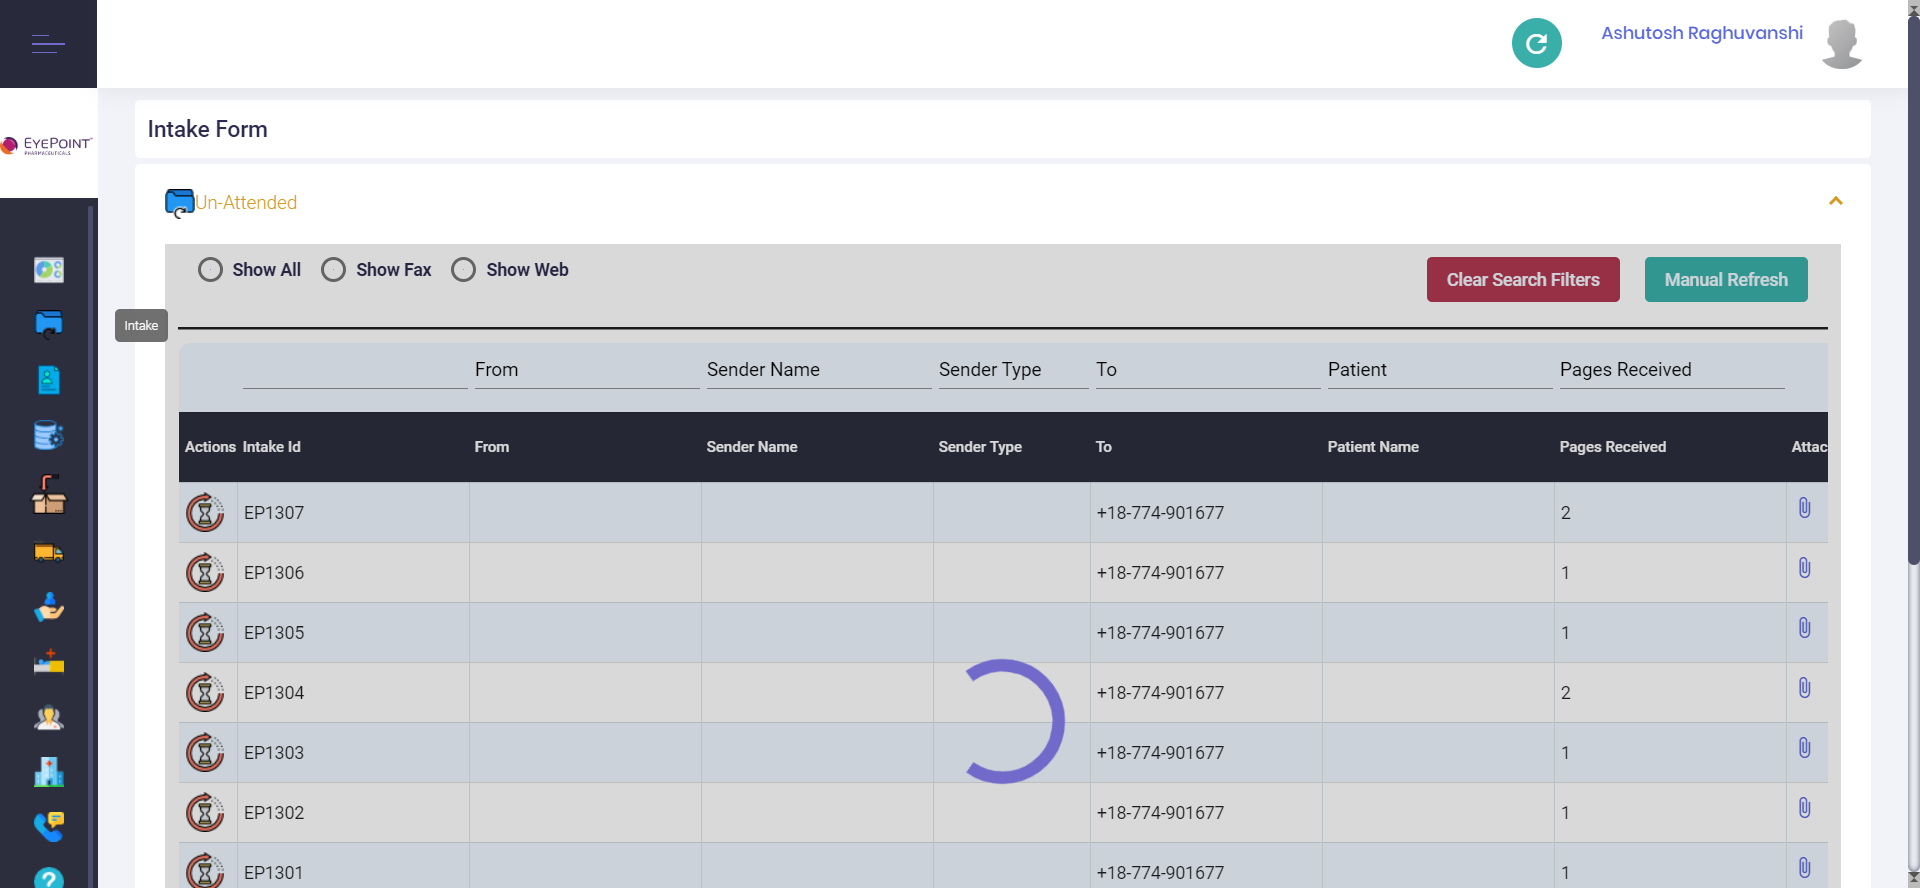 Ashutosh Raghuvanshi
EYEPOINT
PHARMACEUTICALS
Intake Form
Un-Attended
Show All Show Fax Show Web
Clear Search Filters Manual Refresh
Intake
From Sender Name Sender Type To Patient Pages Received
Actions Intake Id From Sender Name Sender Type To Patient Name Pages Received Attac
EP1307 +18-774-901677 2
EP1306 +18-774-901677 1
EP1305 +18-774-901677 1
EP1304 +18-774-901677 2
EP1303 +18-774-901677 1
EP1302 +18-774-901677 1
EP1301 +18-774-901677 1